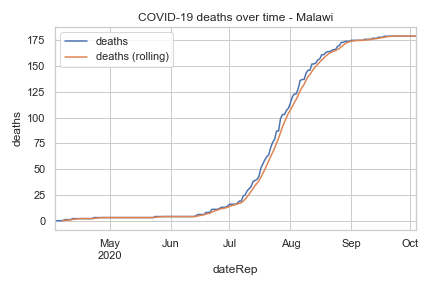 COVID-19 deaths over time - Malawi
deaths
deaths (rolling)
deaths
175
150
125
100
75
50
25
0
May
2020
Jun
Jul
Aug
Sep
Oct
dateRep